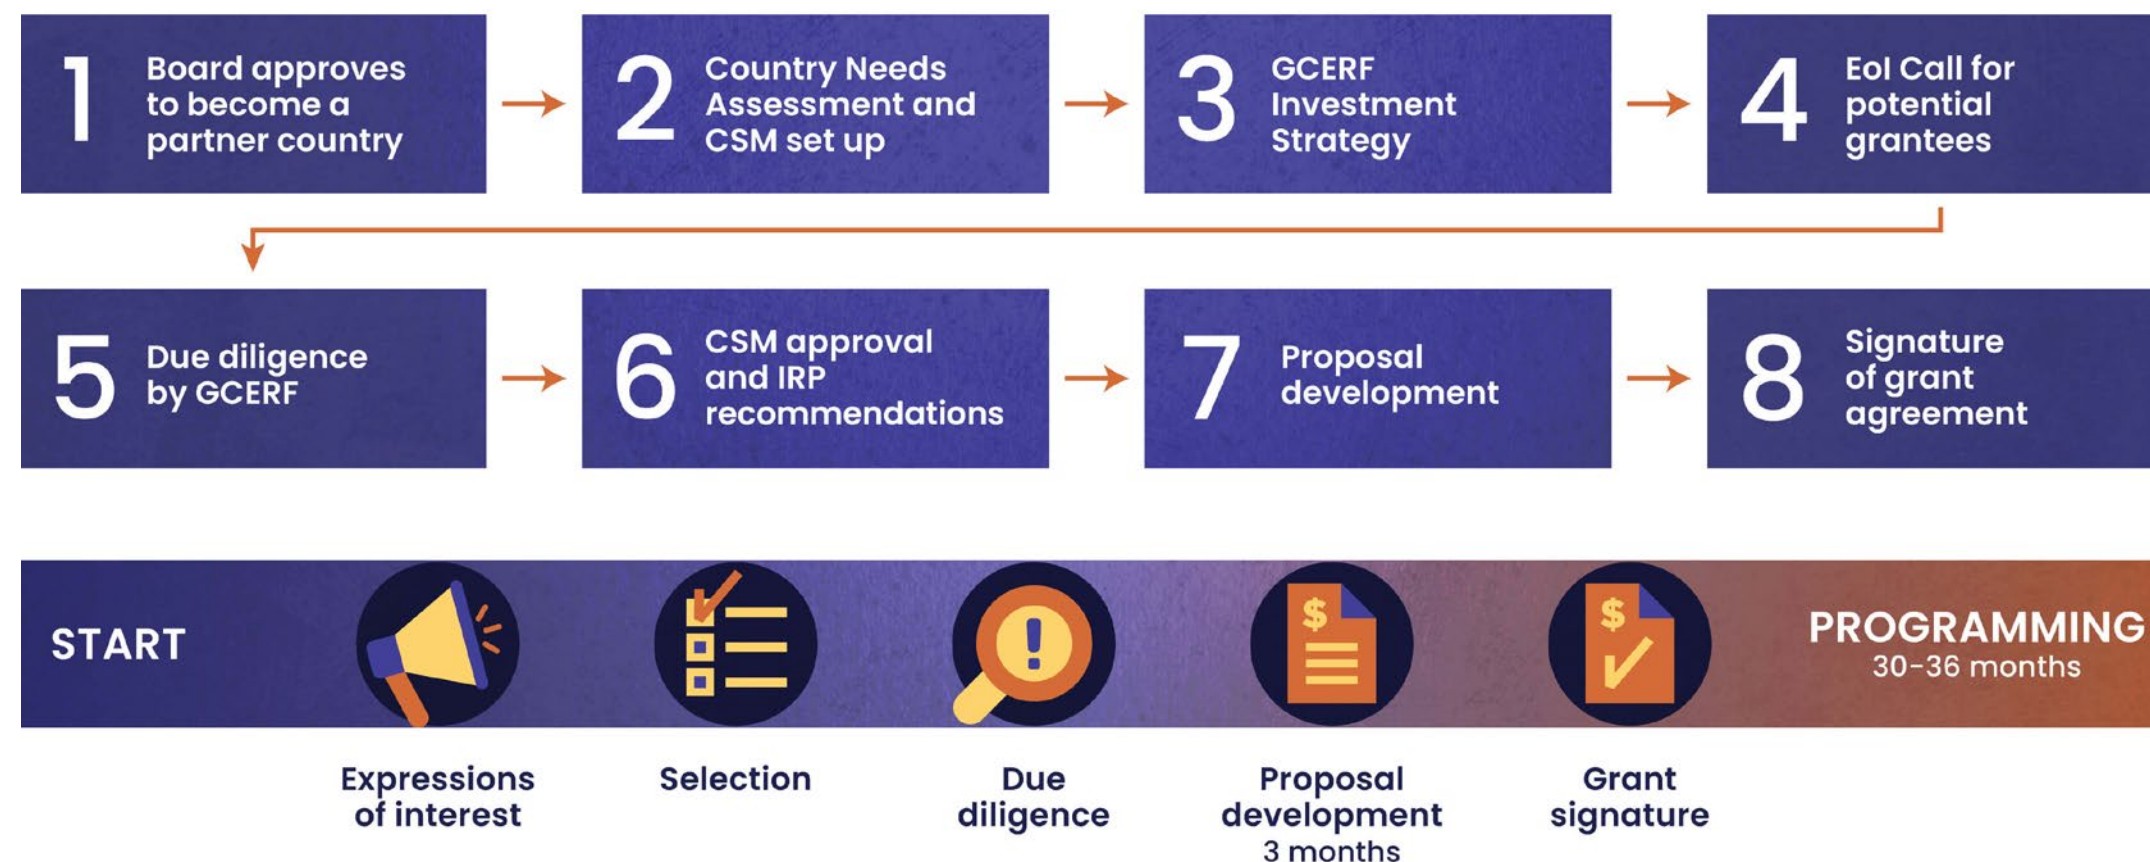 1
Board approves
to become a
partner country
2
Country Needs
Assessment and
CSM set up
3
GCERF
Investment
Strategy
4
EoI Call for
potential
grantees
5
Due diligence
by GCERF
6
CSM approval
and IRP
recommendations
7
Proposal
development
8
Signature
of grant
agreement
START
!
$
$
PROGRAMMING
30-36 months
Expressions
of interest
Selection
Due
diligence
Proposal
development
3 months
Grant
signature